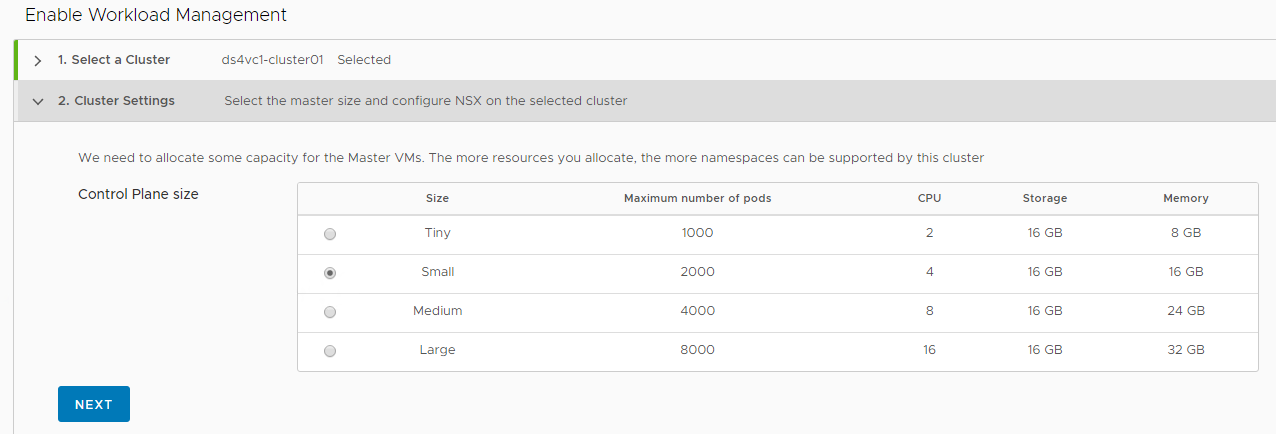 Enable Workload Management
1. Select a Cluster ds4vc1-cluster01 Selected
2. Cluster Settings Select the master size and configure NSX on the selected cluster
We need to allocate some capacity for the Master VMs. The more resources you allocate, the more namespaces can be supported by this cluster
Control Plane size
Size Maximum number of pods CPU Storage Memory
Tiny 1000 2 16 GB 8 GB
Small 2000 4 16 GB 16 GB
Medium 4000 8 16 GB 24 GB
Large 8000 16 16 GB 32 GB
NEXT